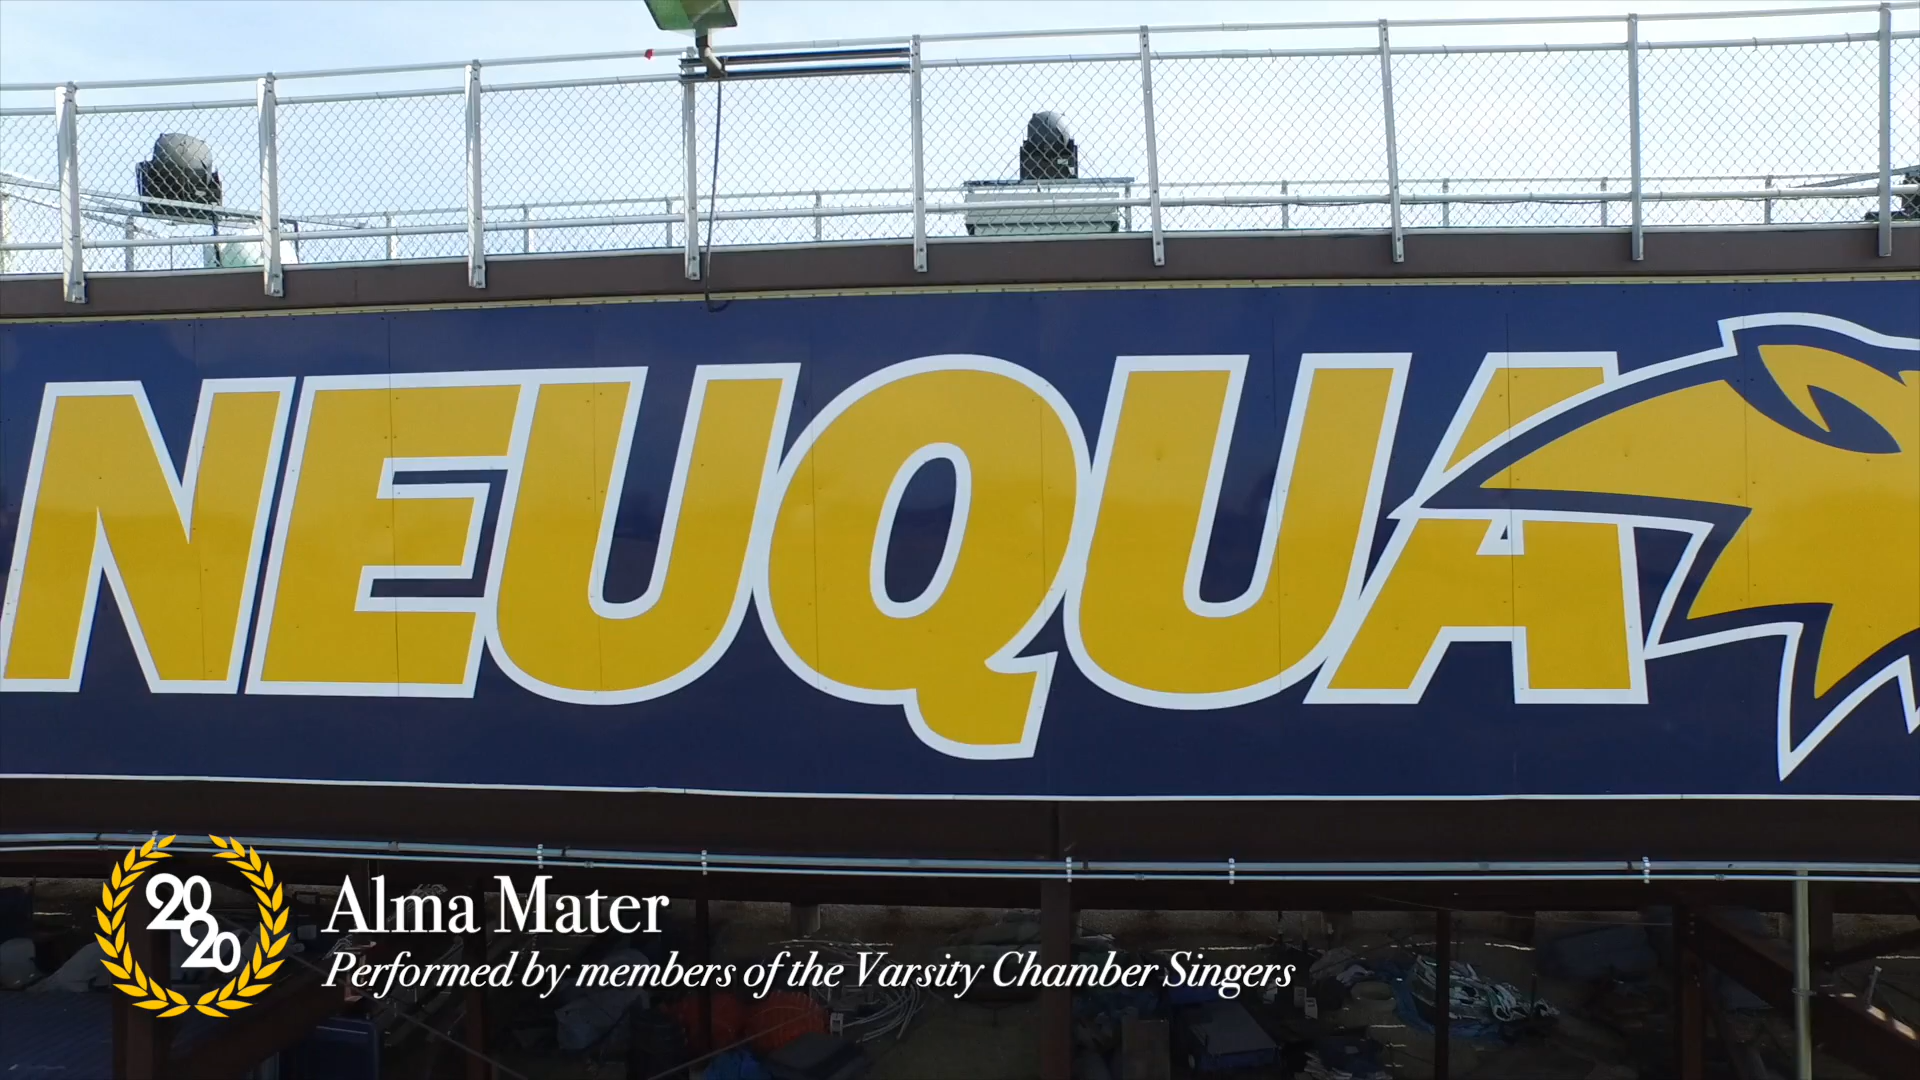 NEUQUA
2020
Alma Mater
Performed by members of the Varsity Chamber Singers